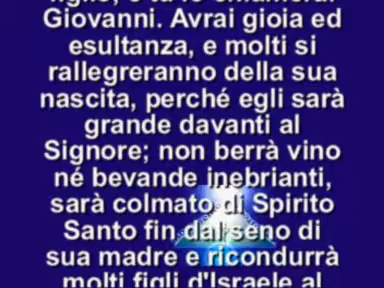 figlio, e tu lo chiamerai
Giovanni. Avrai gioia ed
esultanza, e molti si
rallegreranno della sua
nascita, perché egli sarà
grande davanti al
Signore; non berrà vino
né bevande inebrianti,
sarà colmato di Spirito
Santo fin dal seno di
sua madre e ricondurrà
molti figli d'Israele al